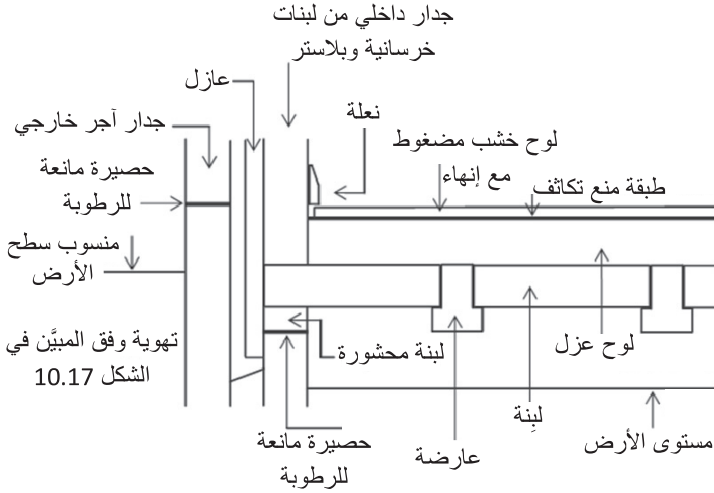 جدار داخلي من لبنات
خرسانية وبلاستر
عازل
نعلة
جدار آجر خارجي
لوح خشب مضغوط
مع إنهاء
طبقة منع تكاثف
حصيرة مانعة
للرطوبة
منسوب سطح
الأرض
تهوية وفق المبيَّن في
الشكل 10.17
لبنة محشورة
لوح عزل
حصيرة مانعة
للرطوبة
عارضة
لبِنة
مستوى الأرض